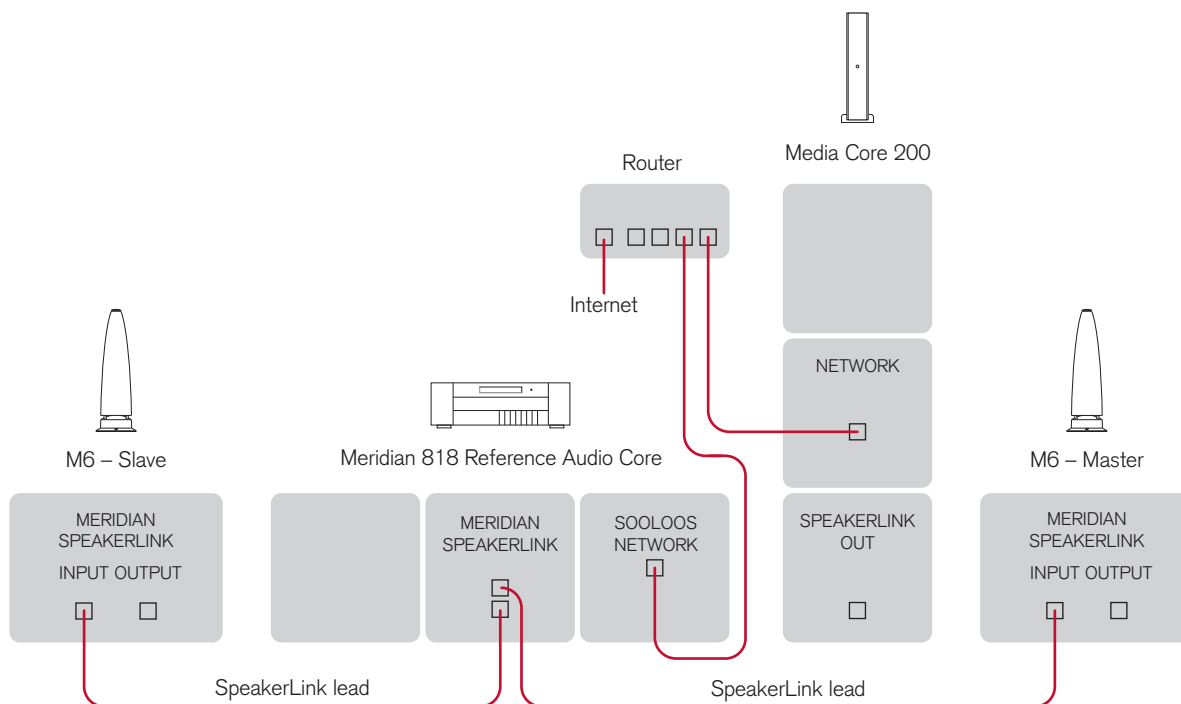 Media Core 200
Router
Internet
NETWORK
M6 – Slave
Meridian 818 Reference Audio Core
M6 – Master
MERIDIAN
SPEAKERLINK
INPUT OUTPUT
MERIDIAN
SPEAKERLINK
SOOLOOS
NETWORK
SPEAKERLINK
OUT
MERIDIAN
SPEAKERLINK
INPUT OUTPUT
SpeakerLink lead
SpeakerLink lead